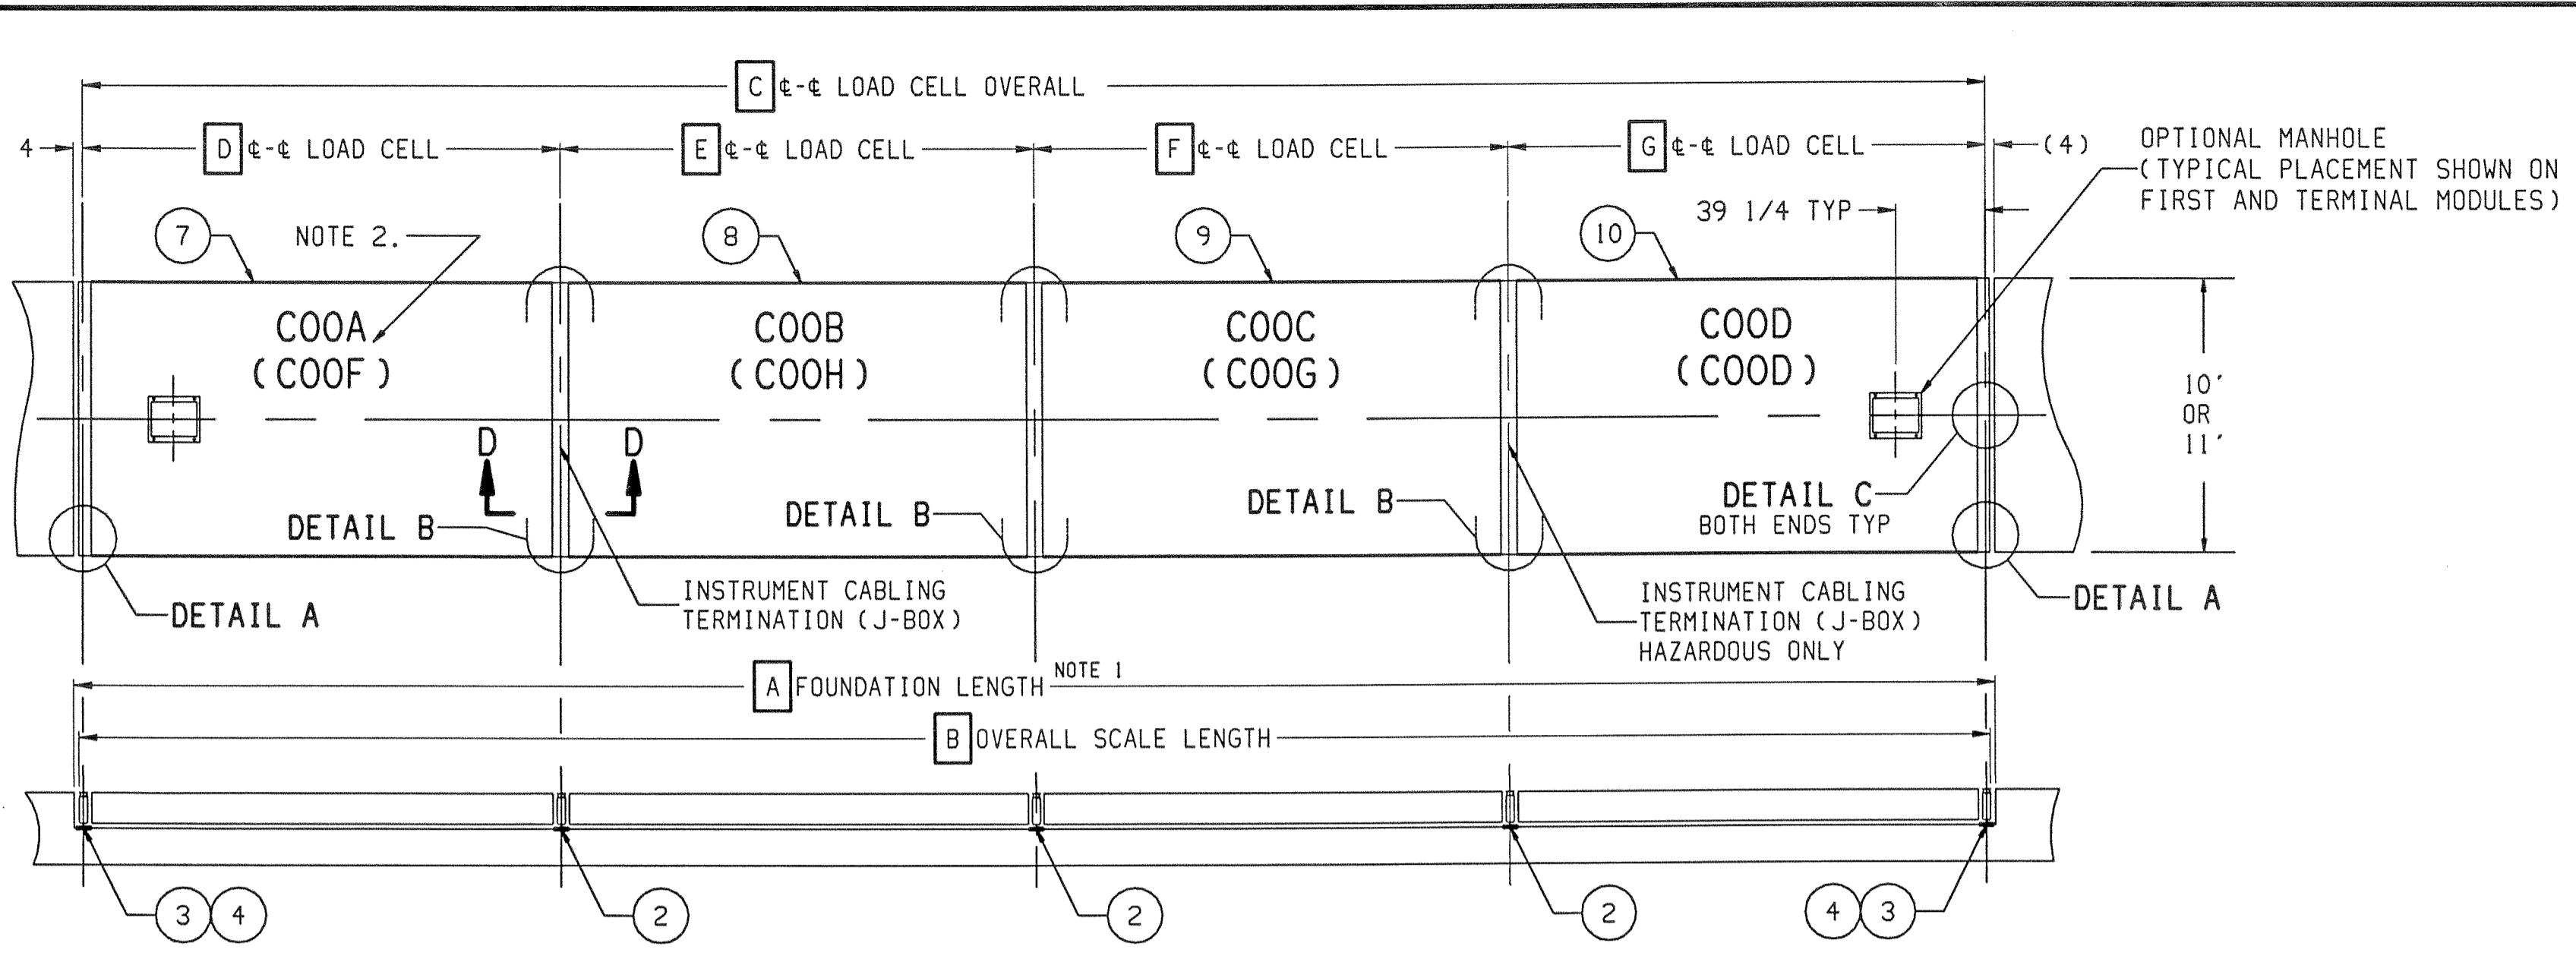 C ℄-℄ LOAD CELL OVERALL
4
D ℄-℄ LOAD CELL
E ℄-℄ LOAD CELL
F ℄-℄ LOAD CELL
G ℄-℄ LOAD CELL
(4)
OPTIONAL MANHOLE
(TYPICAL PLACEMENT SHOWN ON
FIRST AND TERMINAL MODULES)
39 1/4 TYP
7
NOTE 2.
8
9
10
COOA
(COOF)
COOB
(COOH)
COOC
(COOG)
COOD
(COOD)
10'
OR
11'
D
D
DETAIL B
DETAIL B
DETAIL B
DETAIL C
BOTH ENDS TYP
DETAIL A
INSTRUMENT CABLING
TERMINATION (J-BOX)
INSTRUMENT CABLING
TERMINATION (J-BOX)
HAZARDOUS ONLY
DETAIL A
A FOUNDATION LENGTH NOTE 1
B OVERALL SCALE LENGTH
3 4
2
2
2
4 3